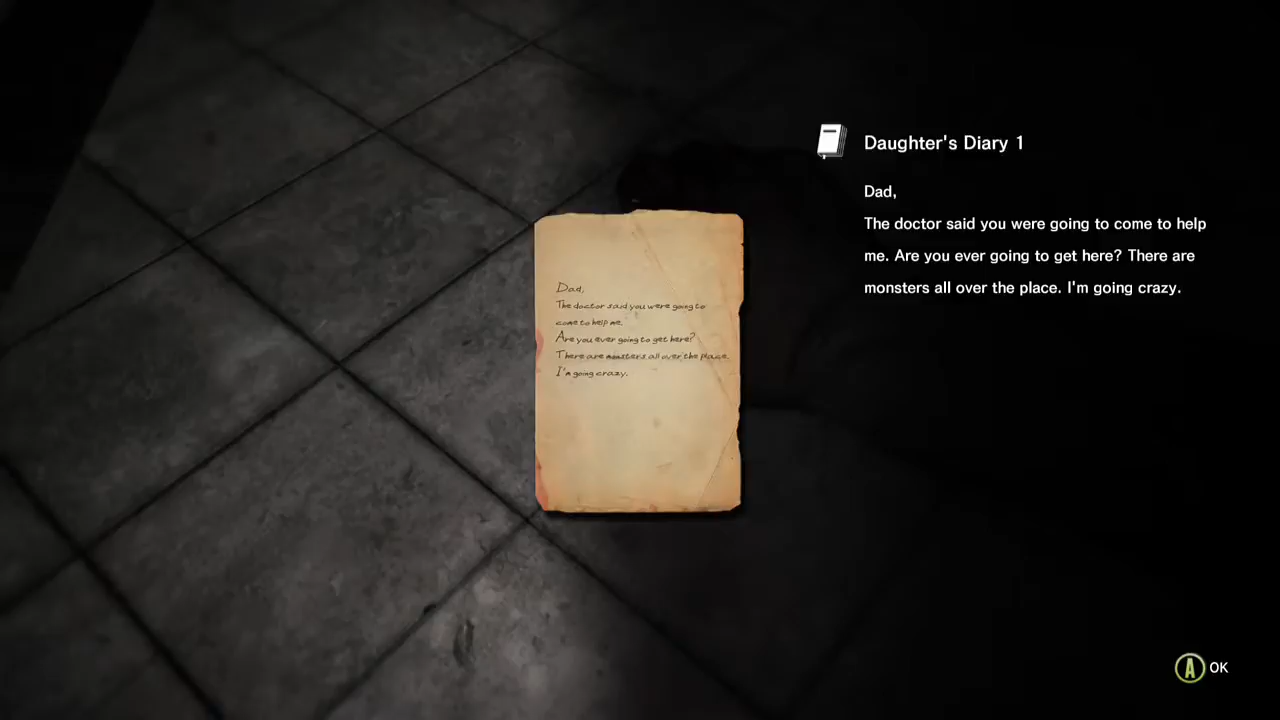 Daughter's Diary 1
Dad,
The doctor said you were going to come to help
me. Are you ever going to get here? There are
monsters all over the place. I'm going crazy.
Dad,
The doctor said you were going to
come to help me.
Are you ever going to get here?
There are monsters all over the place.
I'm going crazy.
A OK